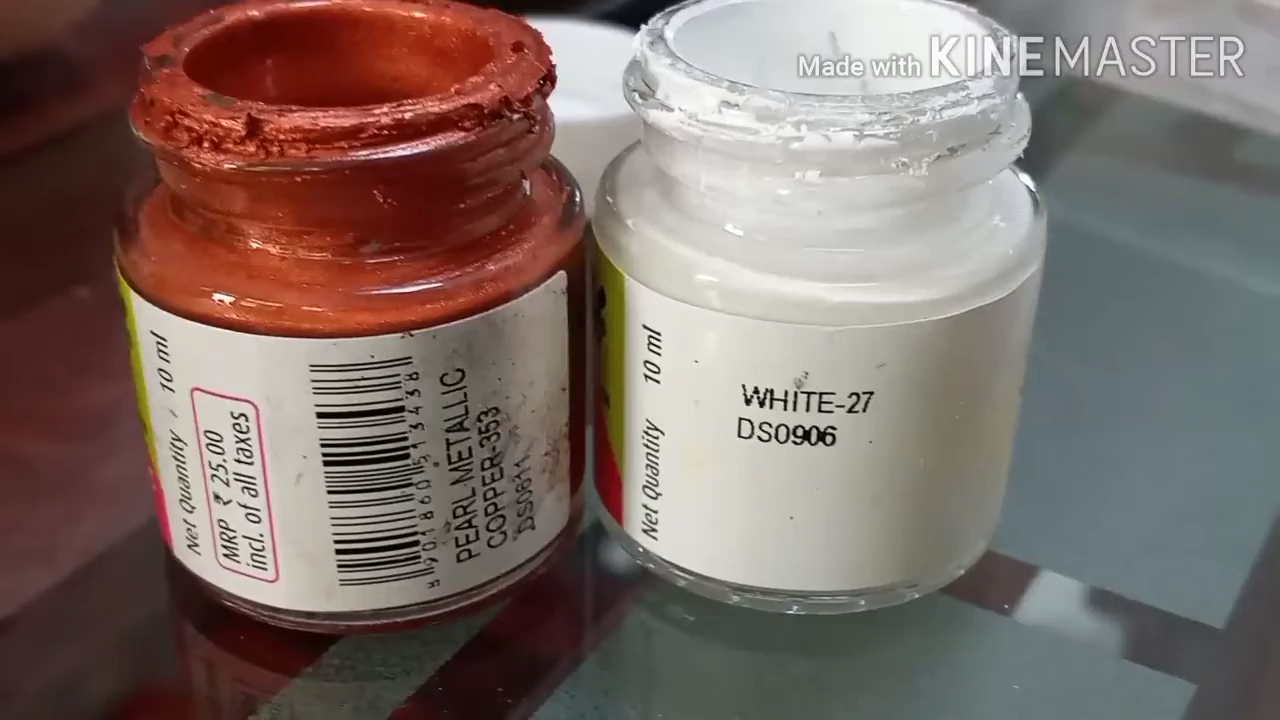 Made with KINEMASTER
Net Quantity 10 ml
MRP ₹ 25.00
incl. of all taxes
8901860513438
PEARL METALLIC
COPPER-353
DS0811
Net Quantity 10 ml
WHITE-27
DS0906